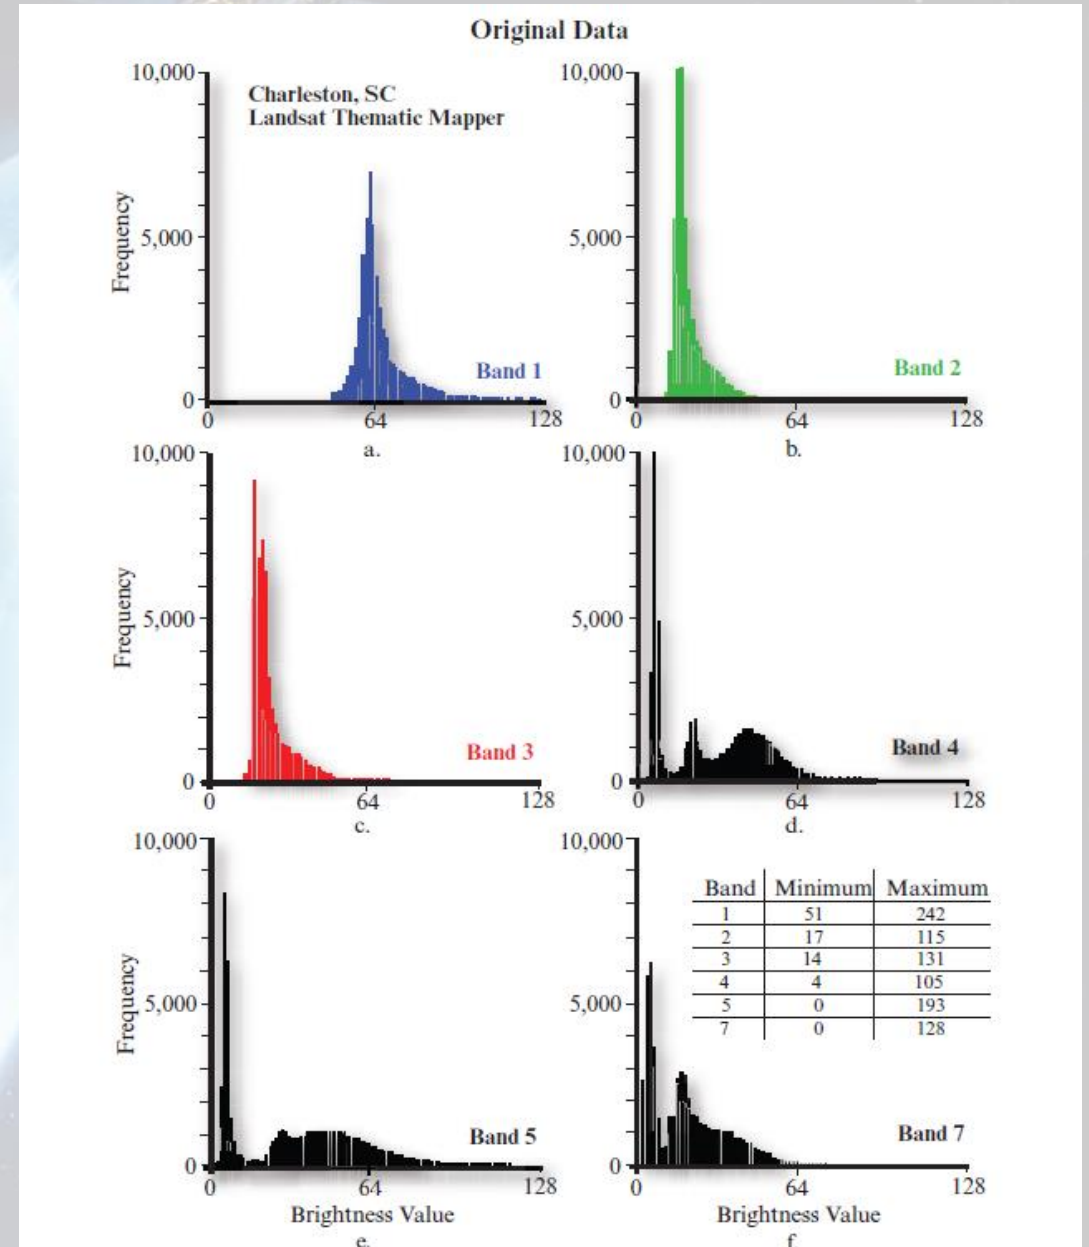 Original Data
10,000
Charleston, SC
Landsat Thematic Mapper
Frequency
5,000
Band 1
0
0 64 128
a.
10,000
5,000
Band 2
0
0 64 128
b.
10,000
Frequency
5,000
Band 3
0
0 64 128
c.
10,000
5,000
Band 4
0
0 64 128
d.
10,000
Frequency
5,000
Band 5
0
0 64 128
Brightness Value
e.
10,000
Band Minimum Maximum
1 51 242
2 17 115
3 14 131
4 4 105
5 0 193
7 0 128
5,000
Band 7
0
0 64 128
Brightness Value
f.